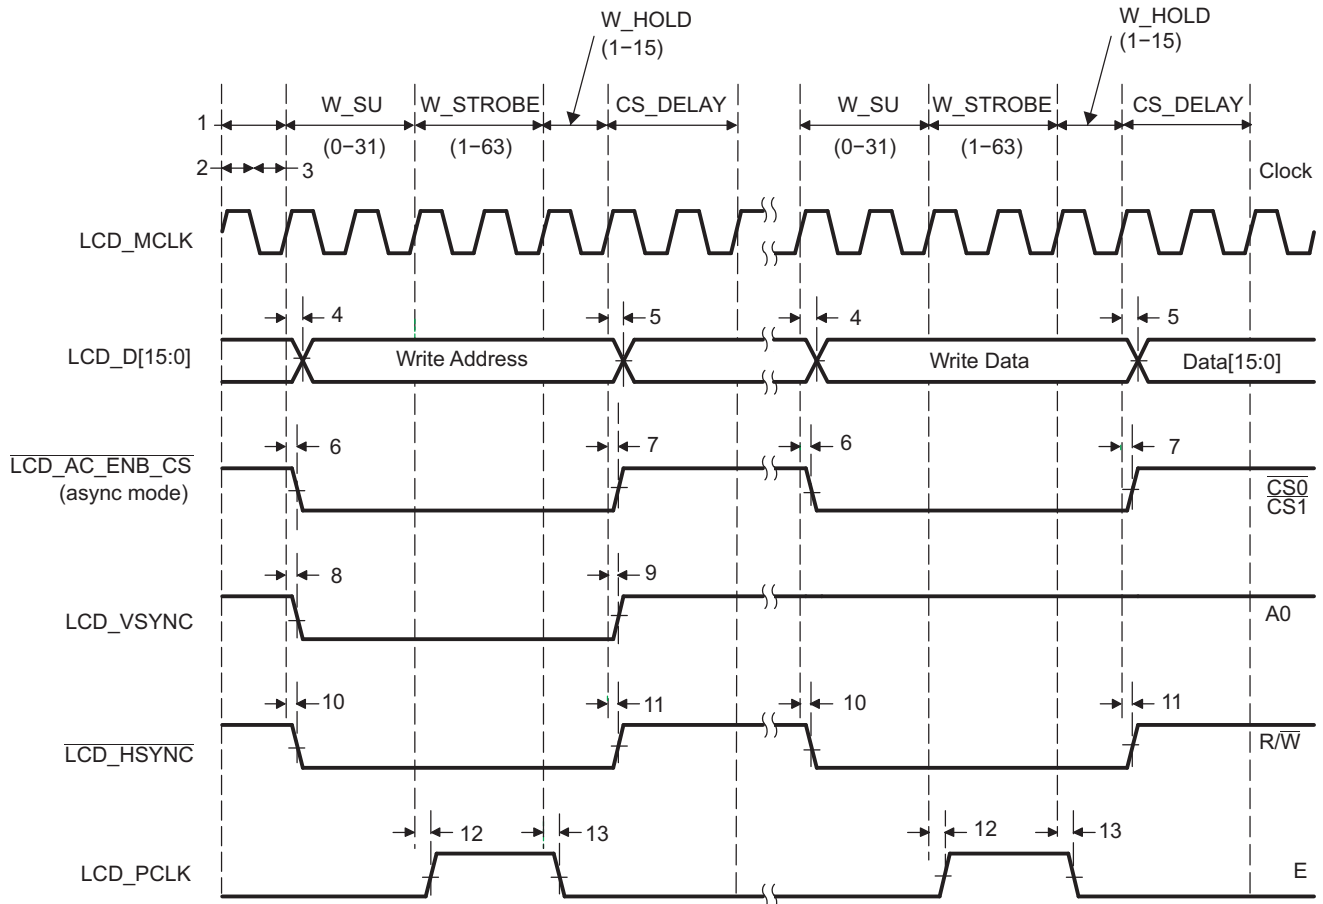 W_HOLD
(1−15)
W_HOLD
(1−15)
W_SU
W_STROBE
CS_DELAY
W_SU
W_STROBE
CS_DELAY
1
(0−31)
(1−63)
(0−31)
(1−63)
2
3
Clock
LCD_MCLK
4
5
4
5
LCD_D[15:0]
Write Address
Write Data
Data[15:0]
6
7
6
7
LCD_AC_ENB_CS
(async mode)
CS0
CS1
8
9
LCD_VSYNC
A0
10
11
10
11
LCD_HSYNC
R/W
12
13
12
13
LCD_PCLK
E